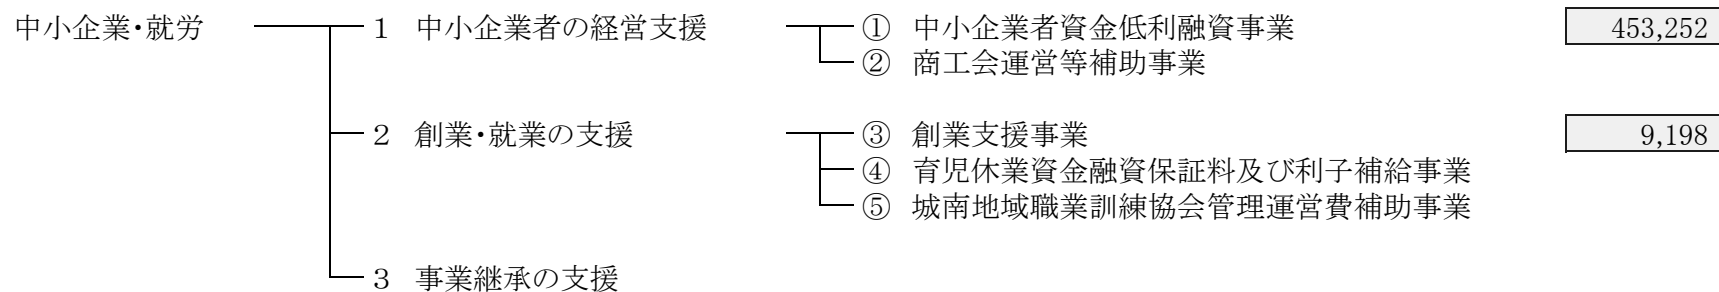 中小企業・就労 1 中小企業者の経営支援 ① 中小企業者資金低利融資事業 453,252
② 商工会運営等補助事業
2 創業・就業の支援 ③ 創業支援事業 9,198
④ 育児休業資金融資保証料及び利子補給事業
⑤ 城南地域職業訓練協会管理運営費補助事業
3 事業継承の支援